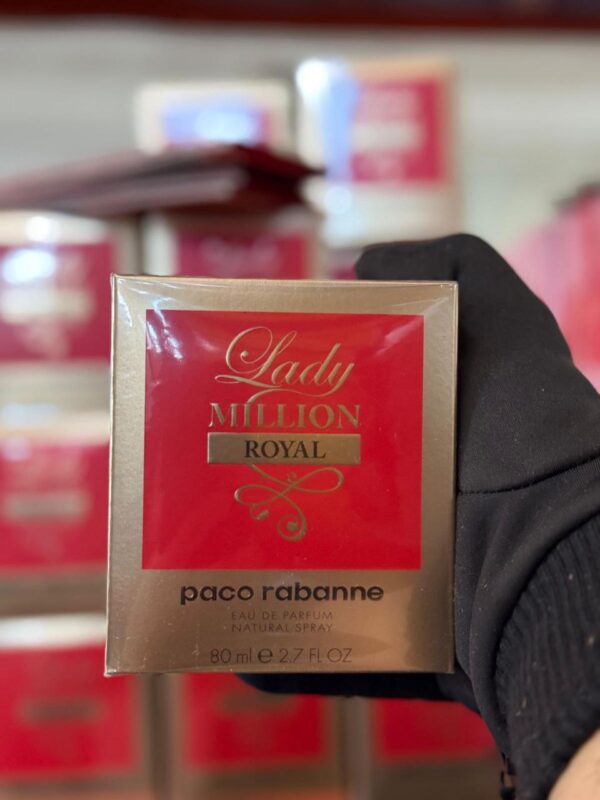 Lady
MILLION
ROYAL
paco rabanne
EAU DE PARFUM
NATURAL SPRAY
80 ml e 2.7 FL OZ